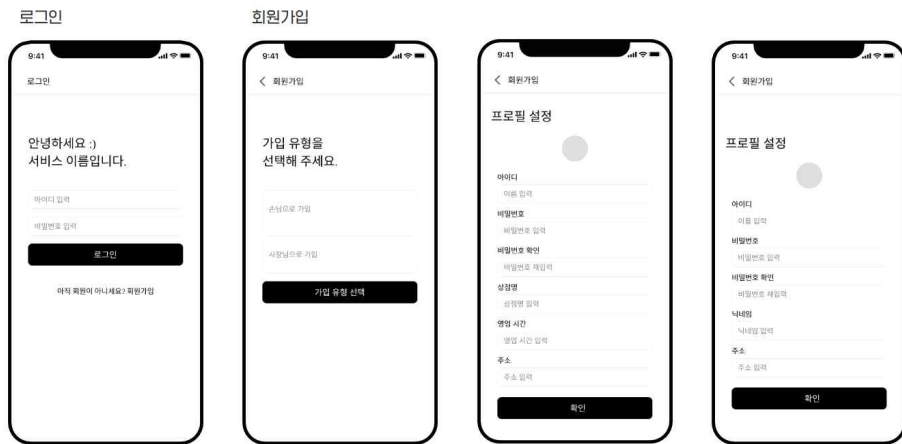 로그인
회원가입
9:41
로그인
안녕하세요 :)
서비스 이름입니다.
아이디 입력
비밀번호 입력
로그인
아직 회원이 아니세요? 회원가입
9:41
회원가입
가입 유형을
선택해 주세요.
손님으로 가입
사장님으로 가입
가입 유형 선택
9:41
회원가입
프로필 설정
아이디
이름 입력
비밀번호
비밀번호 입력
비밀번호 확인
비밀번호 재입력
상점명
상점명 입력
영업 시간
영업 시간 입력
주소
주소 입력
확인
9:41
회원가입
프로필 설정
아이디
이름 입력
비밀번호
비밀번호 입력
비밀번호 확인
비밀번호 재입력
닉네임
닉네임 입력
주소
주소 입력
확인